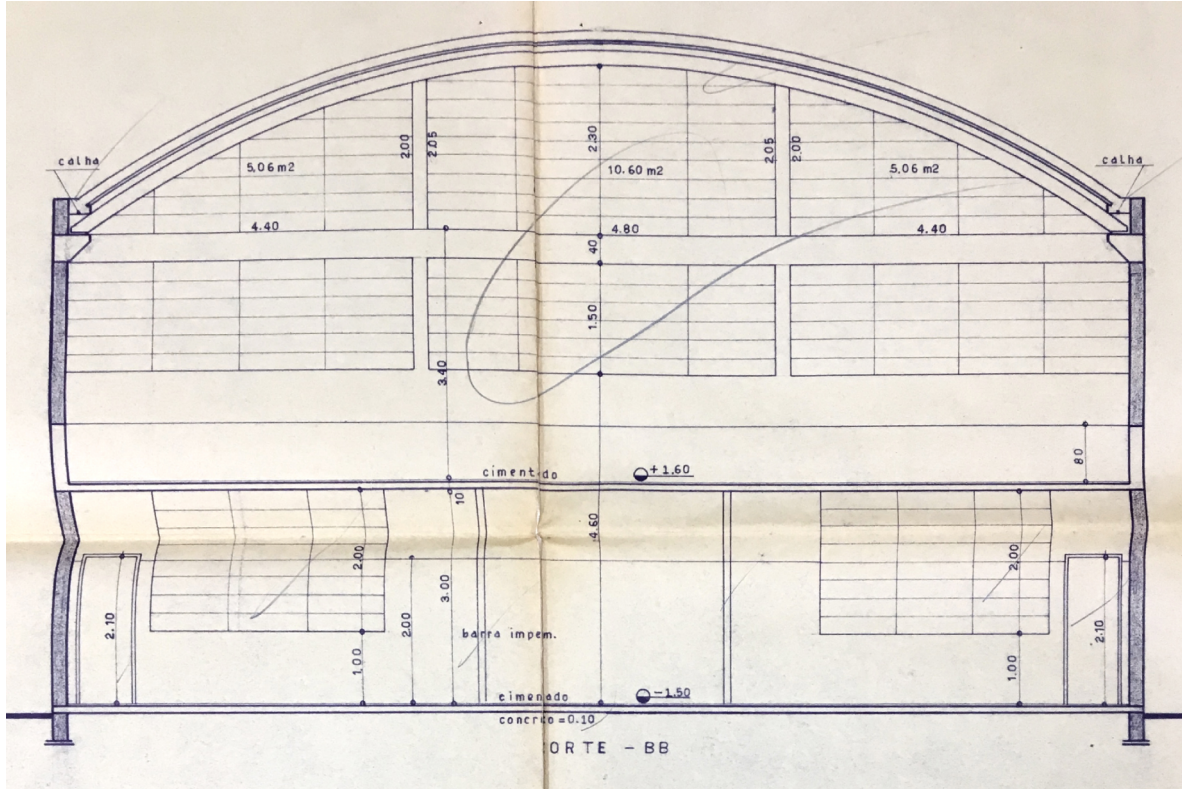 calha
calha
2.00
2.05
2.30
2.05
2.00
5.06 m2
10.60 m2
5.06 m2
4.40
4.80
4.40
40
1.50
3.40
80
cimentdo
+1.60
10
4.60
2.00
2.00
3.00
2.00
2.10
2.10
barra impem.
1.00
1.00
cimenado
-1.50
concreo = 0.10
ORTE - BB